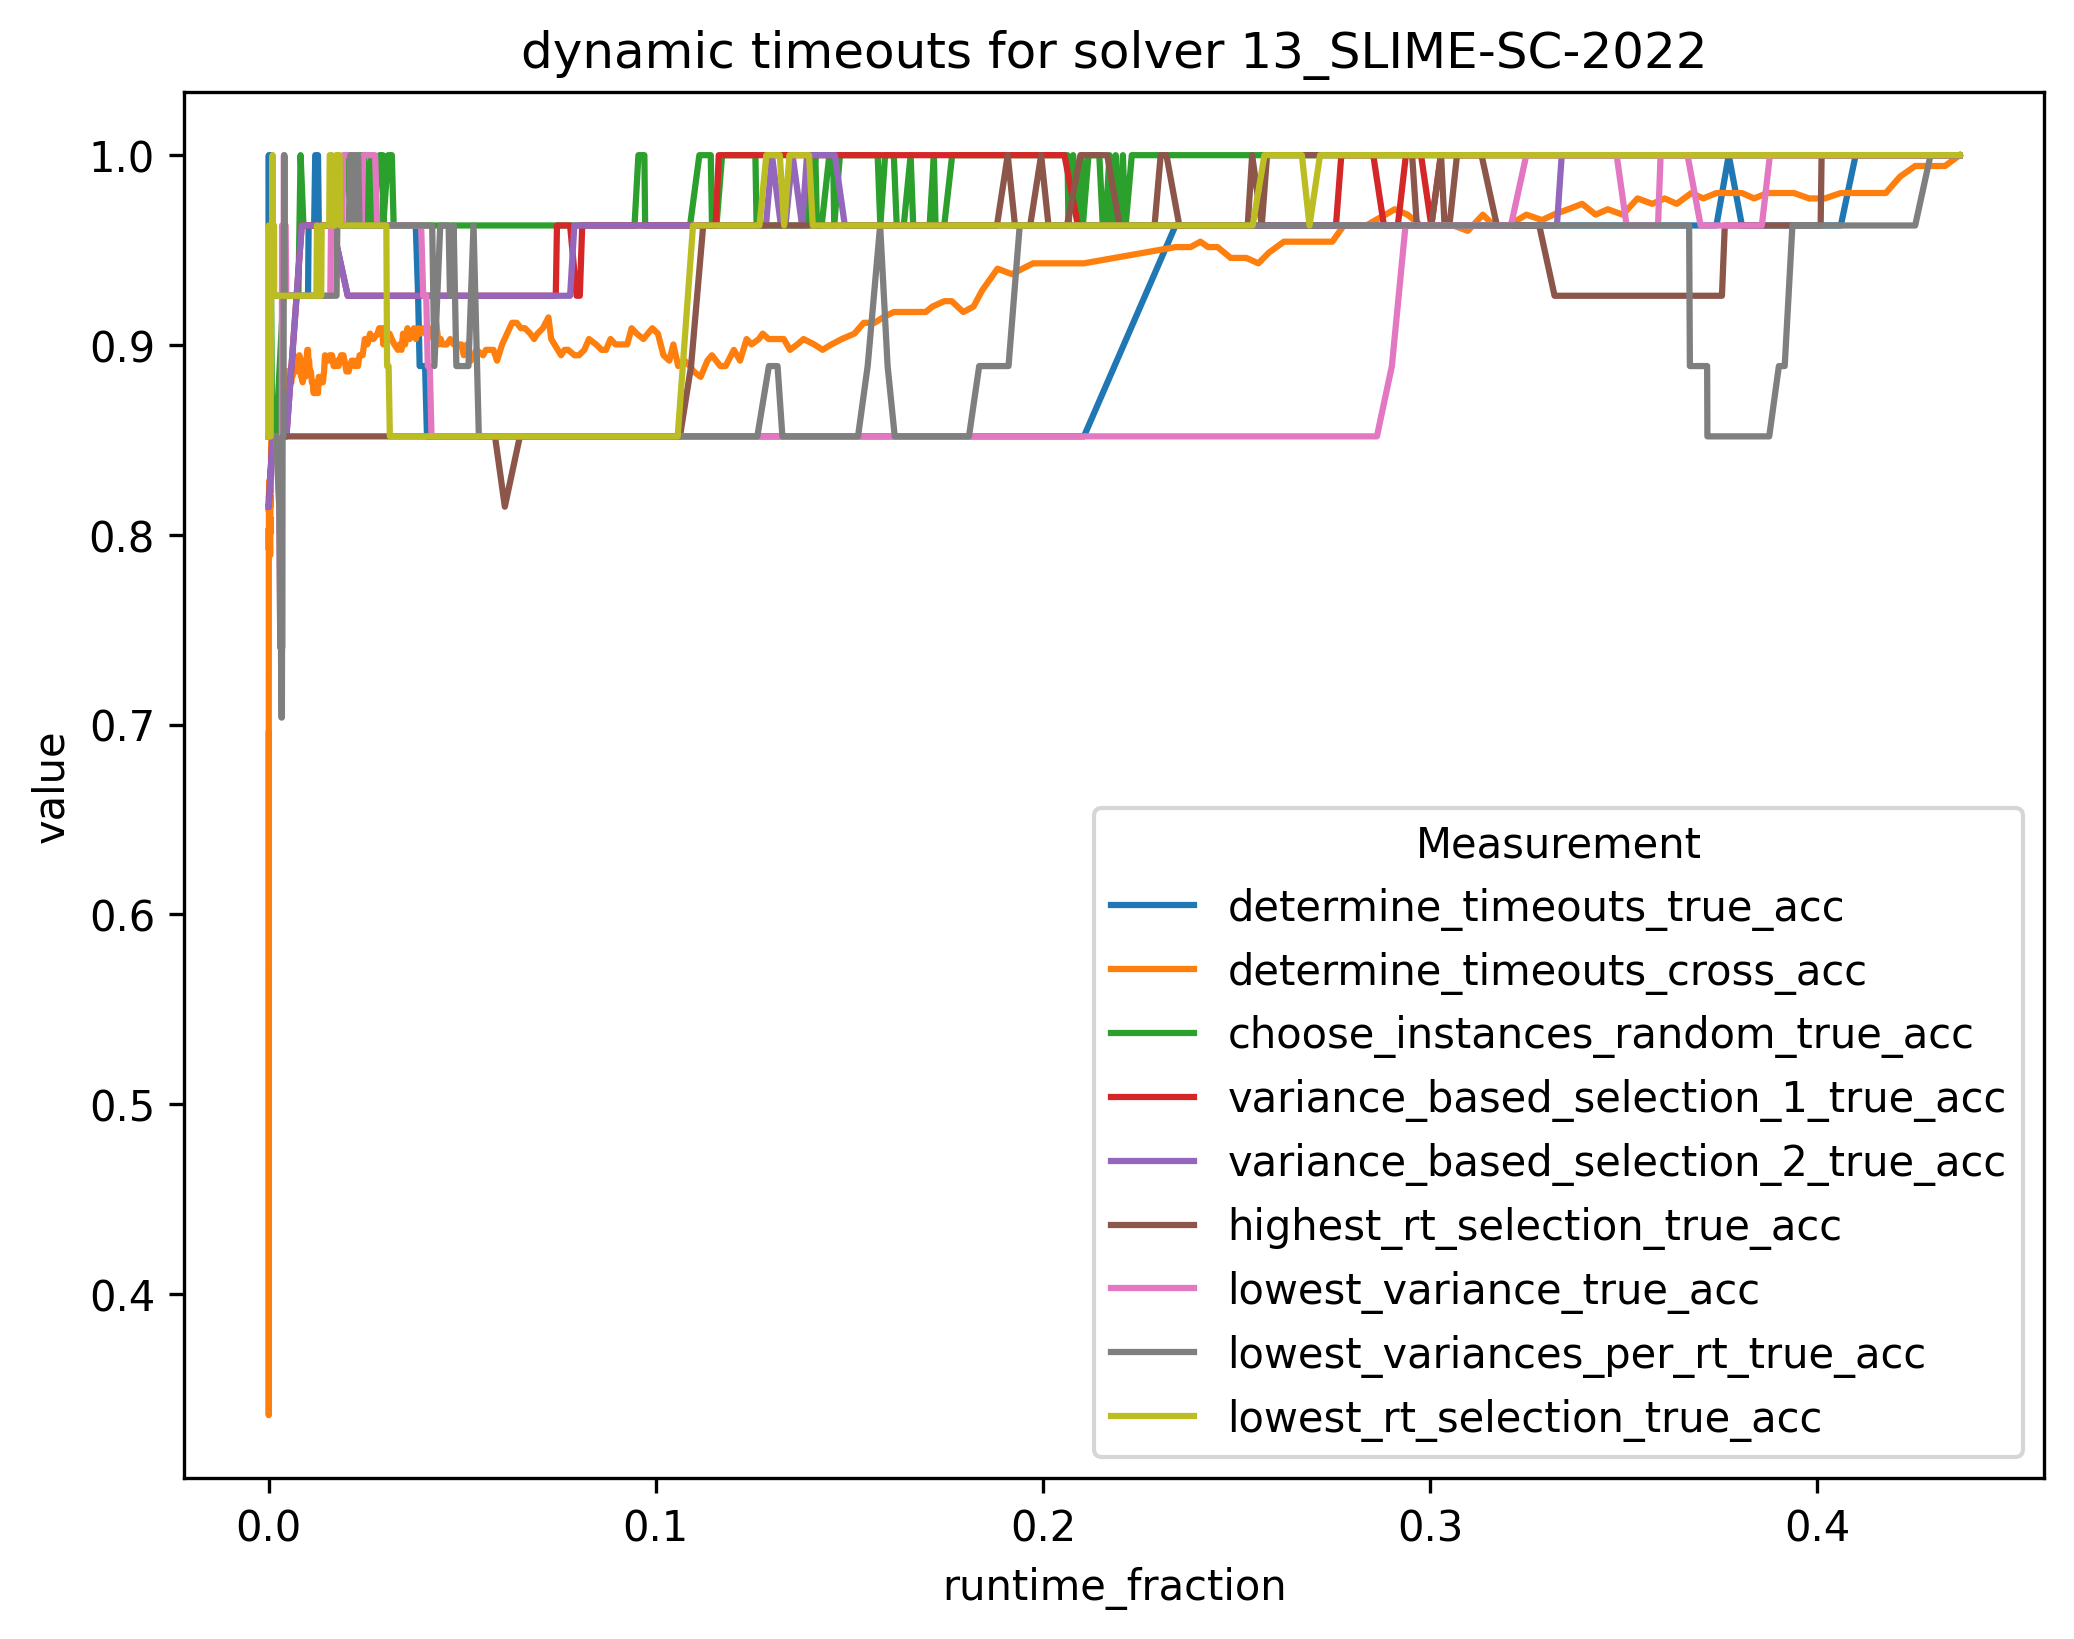 dynamic timeouts for solver 13_SLIME-SC-2022
1.0
0.9
0.8
0.7
0.6
0.5
0.4
value
Measurement
determine_timeouts_true_acc
determine_timeouts_cross_acc
choose_instances_random_true_acc
variance_based_selection_1_true_acc
variance_based_selection_2_true_acc
highest_rt_selection_true_acc
lowest_variance_true_acc
lowest_variances_per_rt_true_acc
lowest_rt_selection_true_acc
0.0 0.1 0.2 0.3 0.4
runtime_fraction